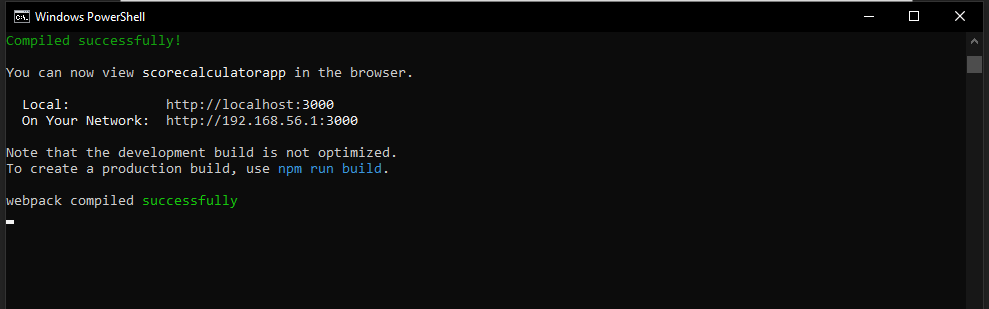 Windows PowerShell
Compiled successfully!
You can now view scorecalculatorapp in the browser.
Local: http://localhost:3000
On Your Network: http://192.168.56.1:3000
Note that the development build is not optimized.
To create a production build, use npm run build.
webpack compiled successfully